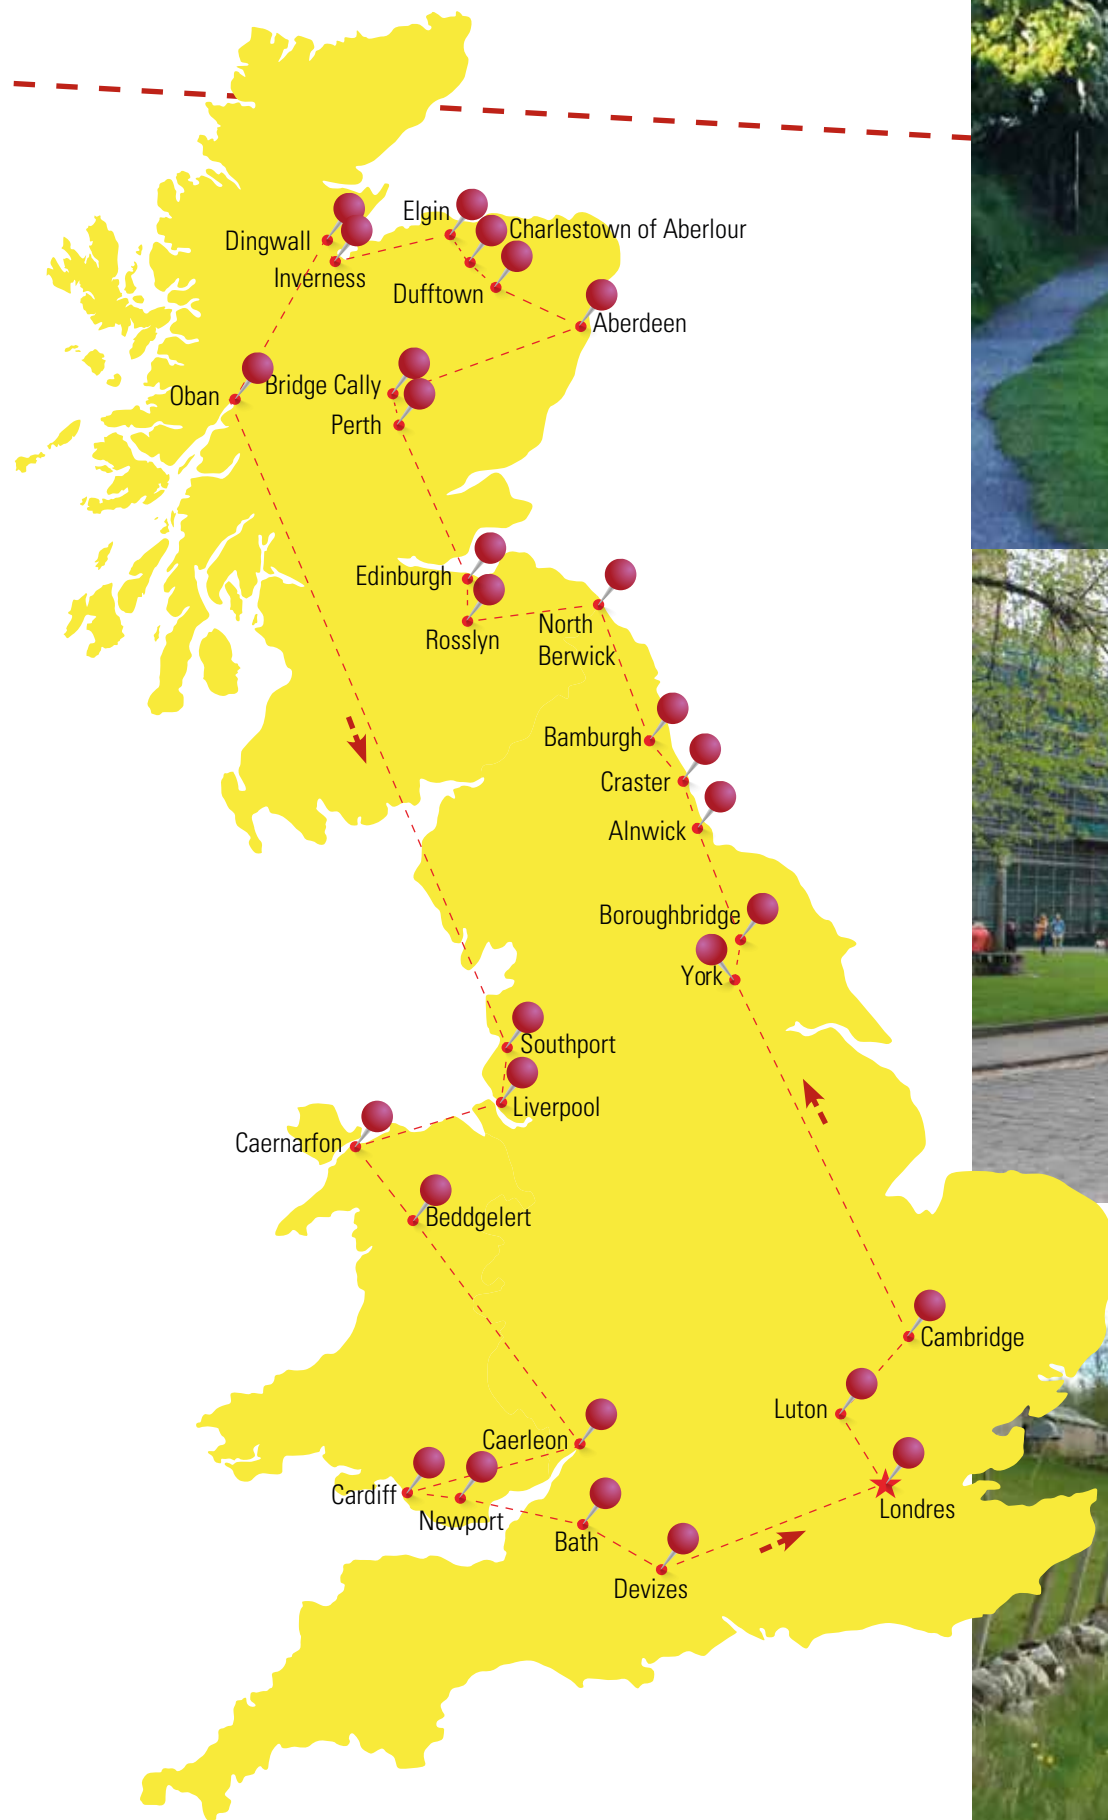 Elgin
Charlestown of Aberlour
Dingwall
Inverness
Dufftown
Aberdeen
Bridge Cally
Oban
Perth
Edinburgh
Rosslyn
North
Berwick
Bamburgh
Craster
Alnwick
Boroughbridge
York
Southport
Liverpool
Caernarfon
Beddgelert
Cambridge
Luton
Caerleon
Cardiff
Newport
Londres
Bath
Devizes